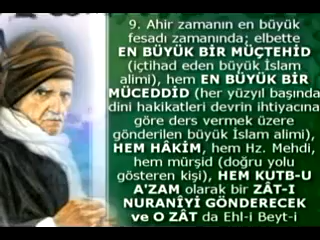 9. Ahir zamanın en büyük
fesadı zamanında; elbette
EN BÜYÜK BİR MÜÇTEHİD
(içtihad eden büyük İslam
alimi), hem EN BÜYÜK BİR
MÜCEDDİD (her yüzyıl başında
dini hakikatleri devrin ihtiyacına
göre ders vermek üzere
gönderilen büyük İslam alimi),
HEM HÂKİM, hem Hz. Mehdi,
hem mürşid (doğru yolu
gösteren kişi), HEM KUTB-U
A'ZAM olarak bir ZÂT-I
NURANÎYİ GÖNDERECEK
ve O ZÂT da Ehl-i Beyt-i